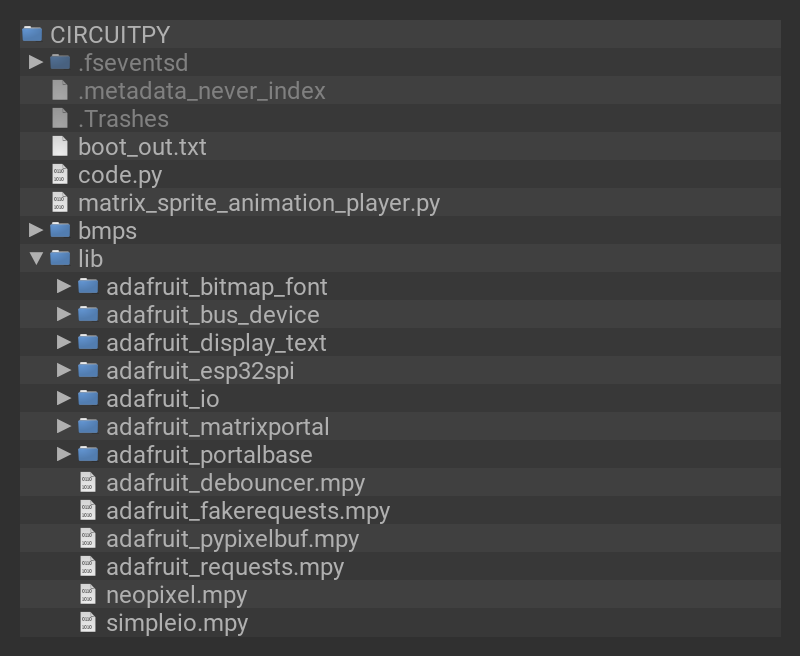 CIRCUITPY
.fseventsd
.metadata_never_index
.Trashes
boot_out.txt
code.py
matrix_sprite_animation_player.py
bmps
lib
adafruit_bitmap_font
adafruit_bus_device
adafruit_display_text
adafruit_esp32spi
adafruit_io
adafruit_matrixportal
adafruit_portalbase
adafruit_debouncer.mpy
adafruit_fakerequests.mpy
adafruit_pypixelbuf.mpy
adafruit_requests.mpy
neopixel.mpy
simpleio.mpy